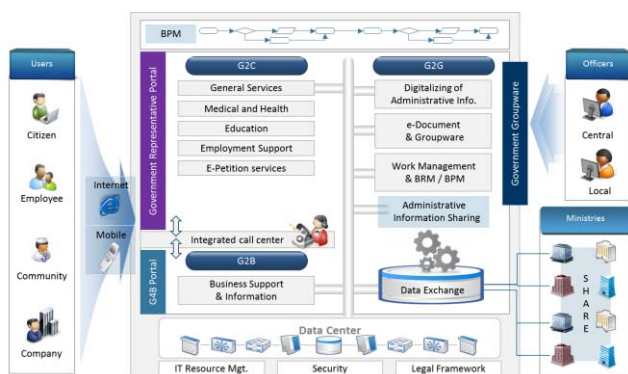 BPM
Users
Citizen
Employee
Community
Company
Internet
Mobile
Government Representative Portal
G4B Portal
G2C
General Services
Medical and Health
Education
Employment Support
E-Petition services
Integrated call center
G2B
Business Support
& Information
G2G
Digitalizing of
Administrative Info.
e-Document
& Groupware
Work Management
& BRM / BPM
Administrative
Information Sharing
Data Exchange
Government Groupware
Officers
Central
Local
Ministries
SHARE
Data Center
IT Resource Mgt.
Security
Legal Framework